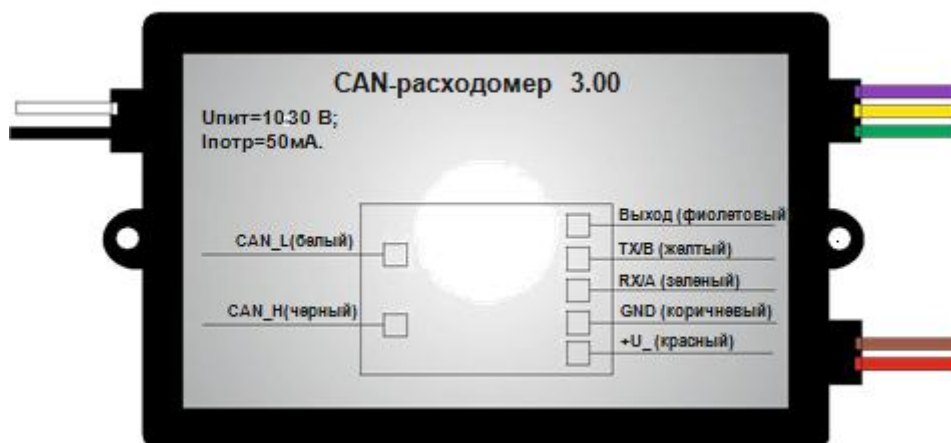 CAN-расходомер 3.00
Uпит=10...30 В;
Iпотр=50мА.
CAN_L(белый)
CAN_H(черный)
Выход (фиолетовый)
TX/B (желтый)
RX/A (зеленый)
GND (коричневый)
+U_ (красный)